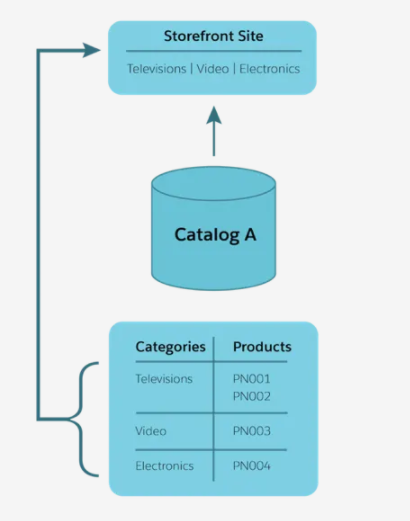 Storefront Site
Televisions | Video | Electronics
Catalog A
Categories Products
Televisions PN001
PN002
Video PN003
Electronics PN004